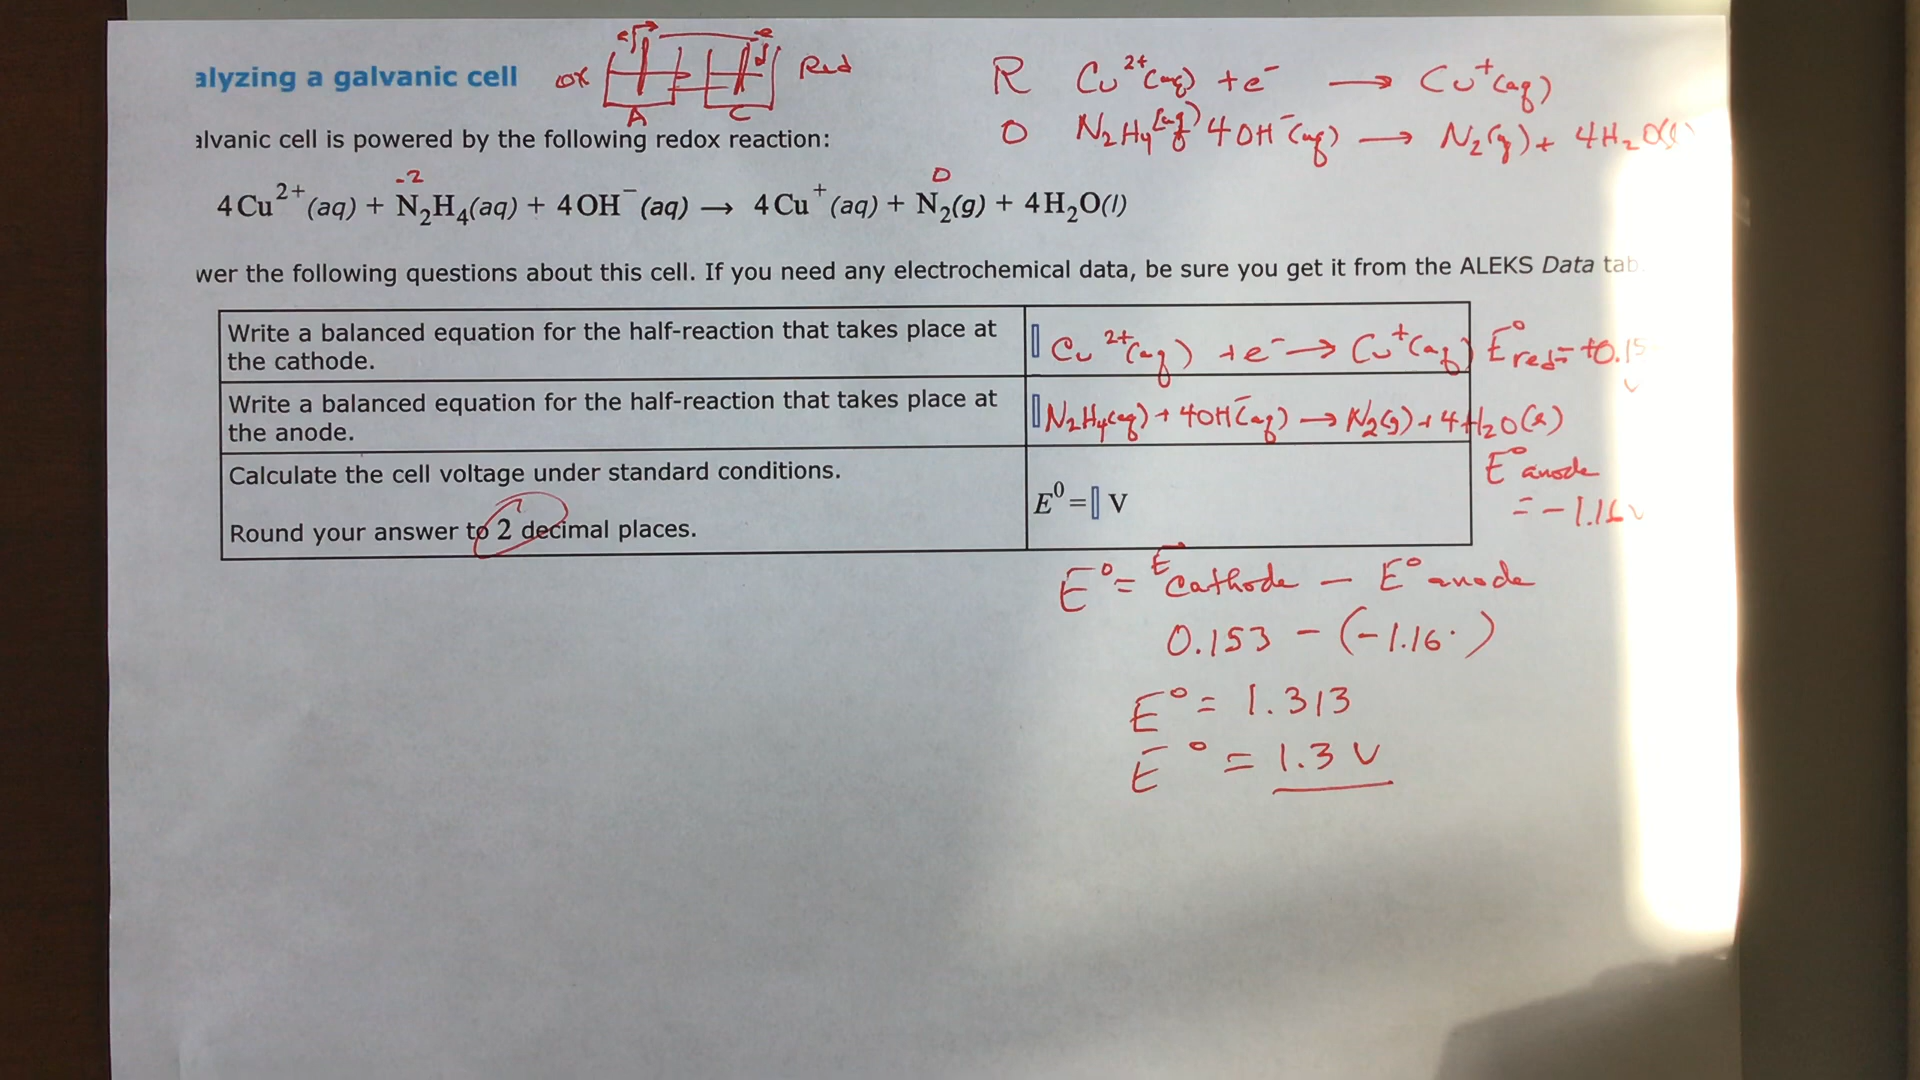 alyzing a galvanic cell
ox
A
C
Red
R Cu²⁺(aq) + e⁻ → Cu⁺(aq)
O N₂H₄(aq) 4OH⁻(aq) → N₂(g) + 4H₂O(l)
alvanic cell is powered by the following redox reaction:
-2 0
4Cu²⁺(aq) + N₂H₄(aq) + 4OH⁻(aq) → 4Cu⁺(aq) + N₂(g) + 4H₂O(l)
wer the following questions about this cell. If you need any electrochemical data, be sure you get it from the ALEKS Data tab
Write a balanced equation for the half-reaction that takes place at
the cathode.
Cu²⁺(aq) + e⁻ → Cu⁺(aq) E⁰red = +0.15
Write a balanced equation for the half-reaction that takes place at
the anode.
N₂H₄(aq) + 4OH⁻(aq) → N₂(g) + 4H₂O(l)
E⁰ anode
= -1.16 V
Calculate the cell voltage under standard conditions.
Round your answer to 2 decimal places.
E⁰ = V
E⁰ = E cathode – E⁰ anode
0.153 – (-1.16.)
E⁰ = 1.313
E⁰ = 1.3 V